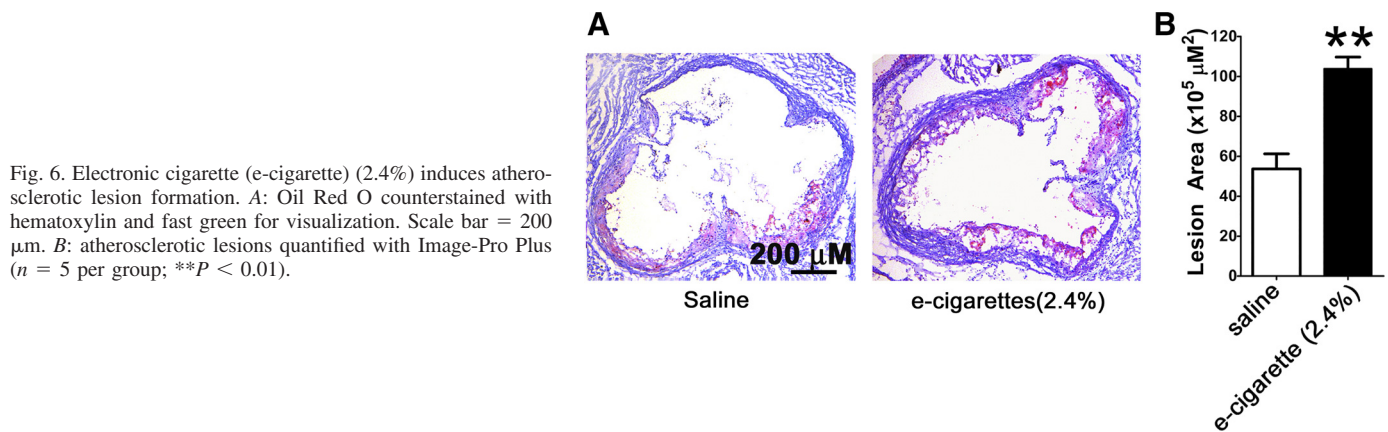 Fig. 6. Electronic cigarette (e-cigarette) (2.4%) induces athero-
sclerotic lesion formation. A: Oil Red O counterstained with
hematoxylin and fast green for visualization. Scale bar = 200
μm. B: atherosclerotic lesions quantified with Image-Pro Plus
(n = 5 per group; **P < 0.01).
A
200 μM
Saline
e-cigarettes(2.4%)
B
**
Lesion Area (x10⁵ μM²)
120
100
80
60
40
20
0
saline
e-cigarette (2.4%)